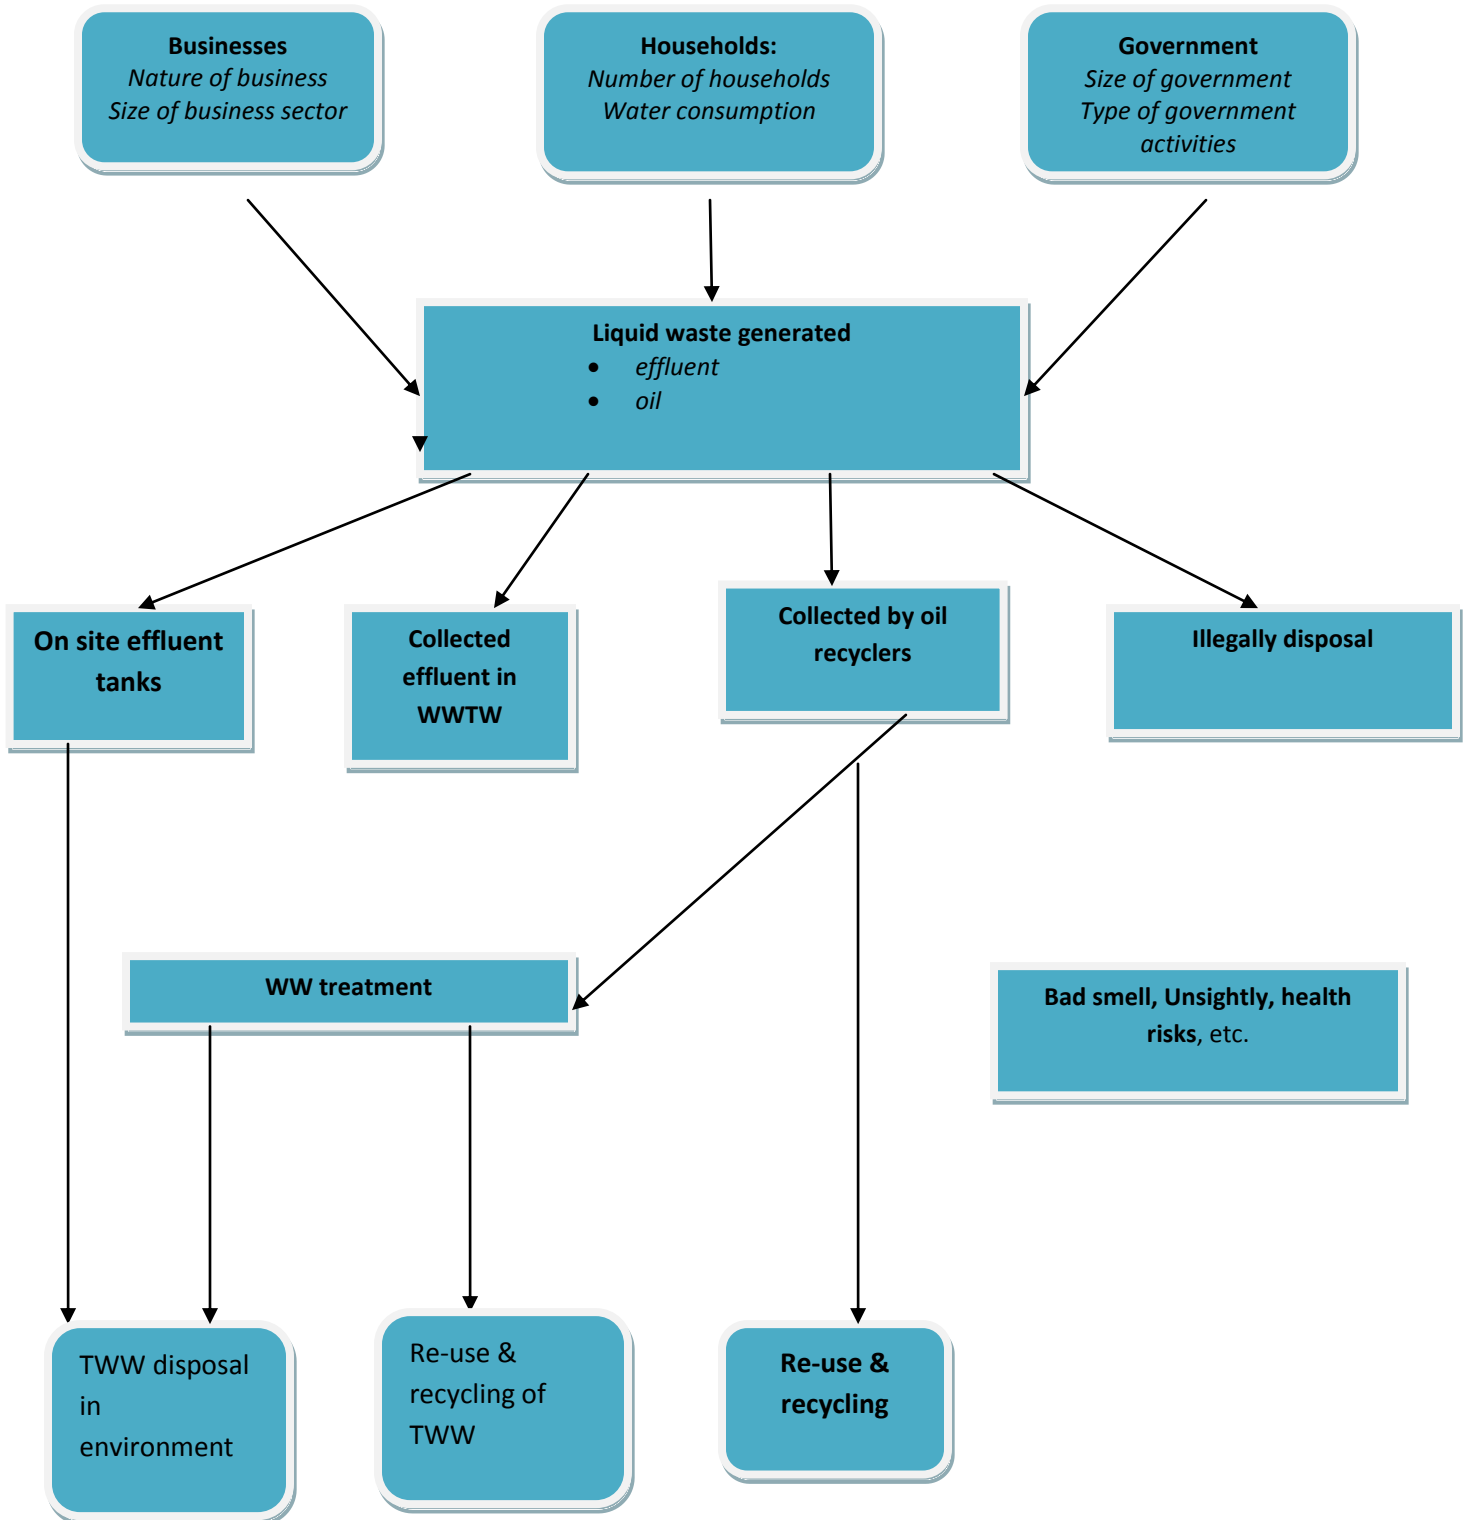 Businesses
Nature of business
Size of business sector
Households:
Number of households
Water consumption
Government
Size of government
Type of government
activities
Liquid waste generated
• effluent
• oil
On site effluent
tanks
Collected
effluent in
WWTW
Collected by oil
recyclers
Illegally disposal
WW treatment
Bad smell, Unsightly, health
risks, etc.
TWW disposal
in
environment
Re-use &
recycling of
TWW
Re-use &
recycling